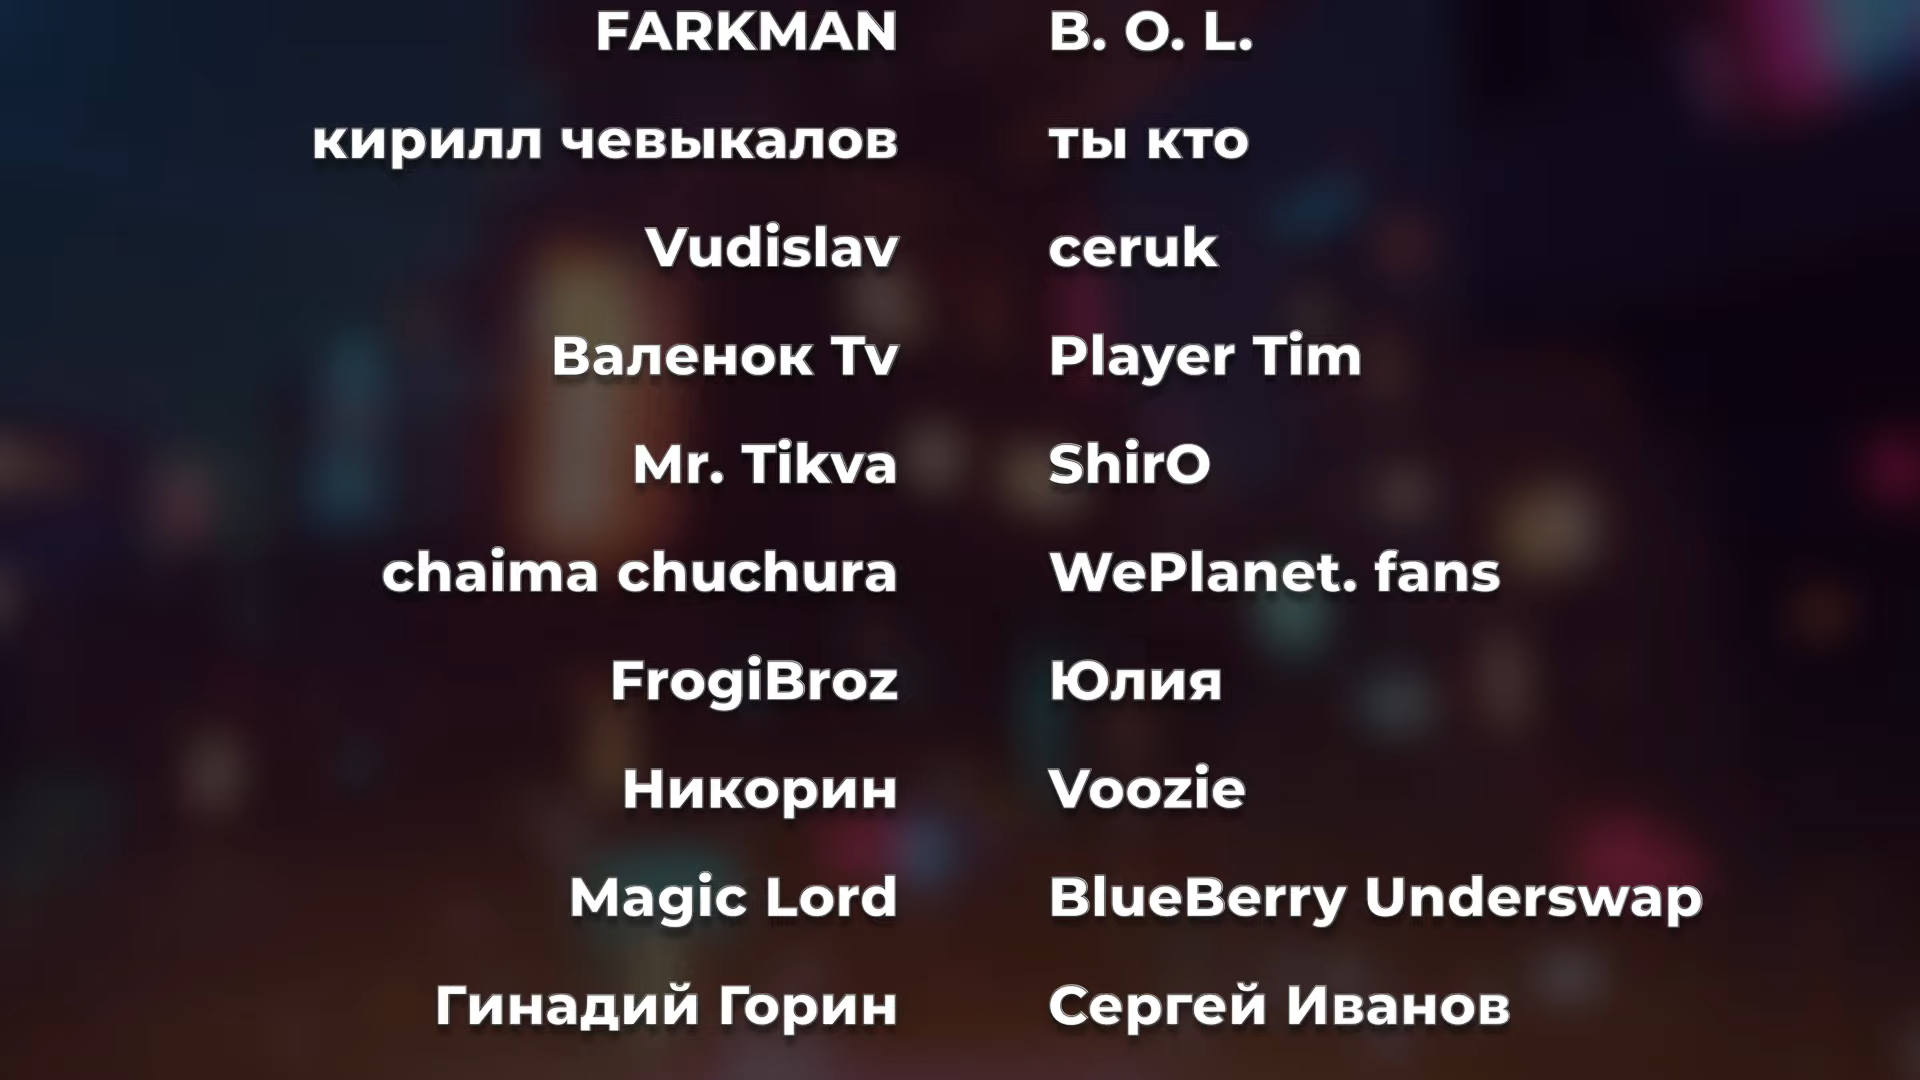 FARKMAN B. O. L.
кирилл чевыкалов ты кто
Vudislav ceruk
Валенок Tv Player Tim
Mr. Tikva ShirO
chaima chuchura WePlanet. fans
FrogiBroz Юлия
Никорин Voozie
Magic Lord BlueBerry Underswap
Гинадий Горин Сергей Иванов